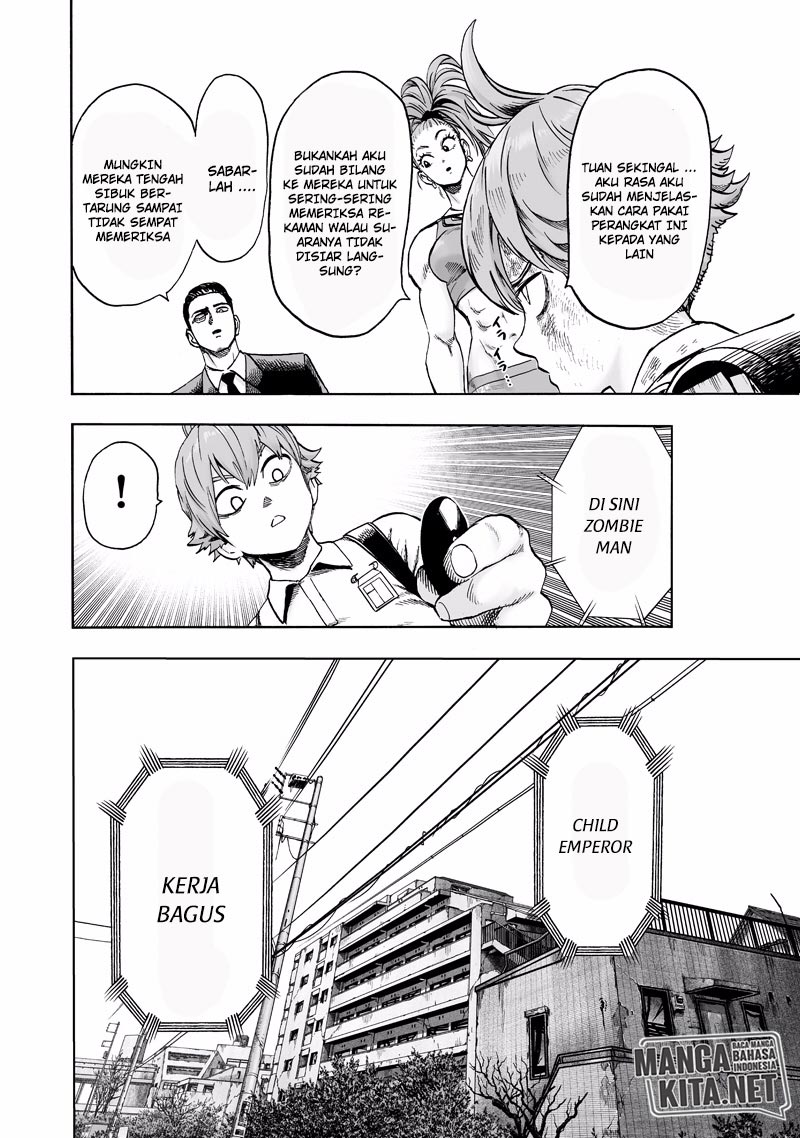 TUAN SEKINGAL ...
AKU RASA AKU
SUDAH MENJELAS-
KAN CARA PAKAI
PERANGKAT INI
KEPADA YANG
LAIN
BUKANKAH AKU
SUDAH BILANG
KE MEREKA UNTUK
SERING-SERING
MEMERIKSA RE-
KAMAN WALAU SU-
ARANYA TIDAK
DISIAR LANG-
SUNG?
SABAR-
LAH ....
MUNGKIN
MEREKA TENGAH
SIBUK BER-
TARUNG SAMPAI
TIDAK SEMPAT
MEMERIKSA
DI SINI
ZOMBIE
MAN
!
CHILD
EMPEROR
KERJA
BAGUS
MANGA
BACA MANGA
BAHASA
INDONESIA
KITA.NET